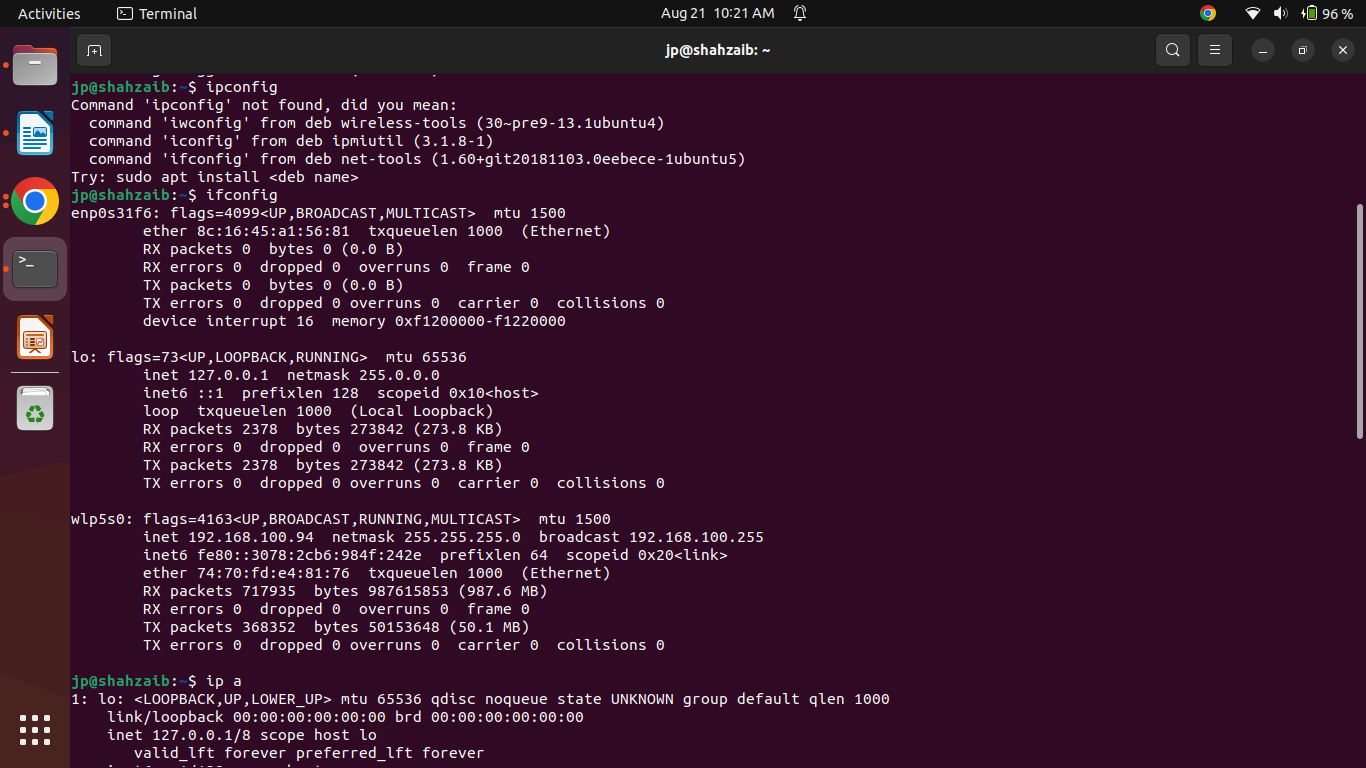 Activities
Terminal
Aug 21 10:21 AM
96 %
jp@shahzaib: ~
jp@shahzaib:~$ ipconfig
Command 'ipconfig' not found, did you mean:
  command 'iwconfig' from deb wireless-tools (30~pre9-13.1ubuntu4)
  command 'iconfig' from deb ipmiutil (3.1.8-1)
  command 'ifconfig' from deb net-tools (1.60+git20181103.0eebece-1ubuntu5)
Try: sudo apt install <deb name>
jp@shahzaib:~$ ifconfig
enp0s31f6: flags=4099<UP,BROADCAST,MULTICAST>  mtu 1500
        ether 8c:16:45:a1:56:81  txqueuelen 1000  (Ethernet)
        RX packets 0  bytes 0 (0.0 B)
        RX errors 0  dropped 0  overruns 0  frame 0
        TX packets 0  bytes 0 (0.0 B)
        TX errors 0  dropped 0 overruns 0  carrier 0  collisions 0
        device interrupt 16  memory 0xf1200000-f1220000
lo: flags=73<UP,LOOPBACK,RUNNING>  mtu 65536
        inet 127.0.0.1  netmask 255.0.0.0
        inet6 ::1  prefixlen 128  scopeid 0x10<host>
        loop  txqueuelen 1000  (Local Loopback)
        RX packets 2378  bytes 273842 (273.8 KB)
        RX errors 0  dropped 0  overruns 0  frame 0
        TX packets 2378  bytes 273842 (273.8 KB)
        TX errors 0  dropped 0 overruns 0  carrier 0  collisions 0
wlp5s0: flags=4163<UP,BROADCAST,RUNNING,MULTICAST>  mtu 1500
        inet 192.168.100.94  netmask 255.255.255.0  broadcast 192.168.100.255
        inet6 fe80::3078:2cb6:984f:242e  prefixlen 64  scopeid 0x20<link>
        ether 74:70:fd:e4:81:76  txqueuelen 1000  (Ethernet)
        RX packets 717935  bytes 987615853 (987.6 MB)
        RX errors 0  dropped 0  overruns 0  frame 0
        TX packets 368352  bytes 50153648 (50.1 MB)
        TX errors 0  dropped 0 overruns 0  carrier 0  collisions 0
jp@shahzaib:~$ ip a
1: lo: <LOOPBACK,UP,LOWER_UP> mtu 65536 qdisc noqueue state UNKNOWN group default qlen 1000
    link/loopback 00:00:00:00:00:00 brd 00:00:00:00:00:00
    inet 127.0.0.1/8 scope host lo
       valid_lft forever preferred_lft forever